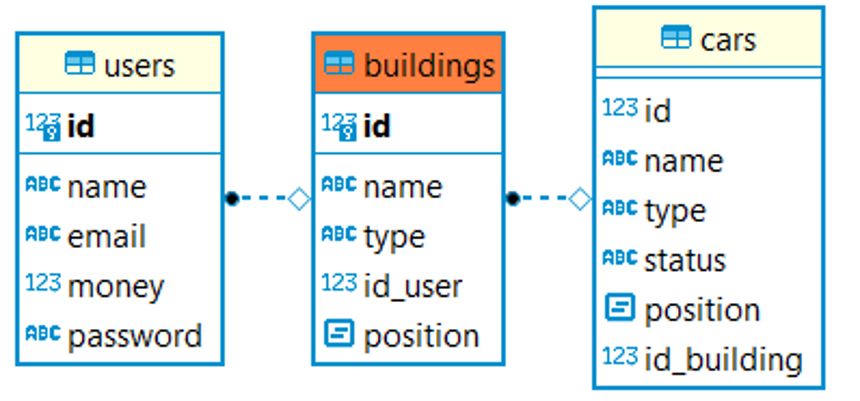 users
123 id
ABC name
ABC email
123 money
ABC password
buildings
123 id
ABC name
ABC type
123 id_user
position
cars
123 id
ABC name
ABC type
ABC status
position
123 id_building